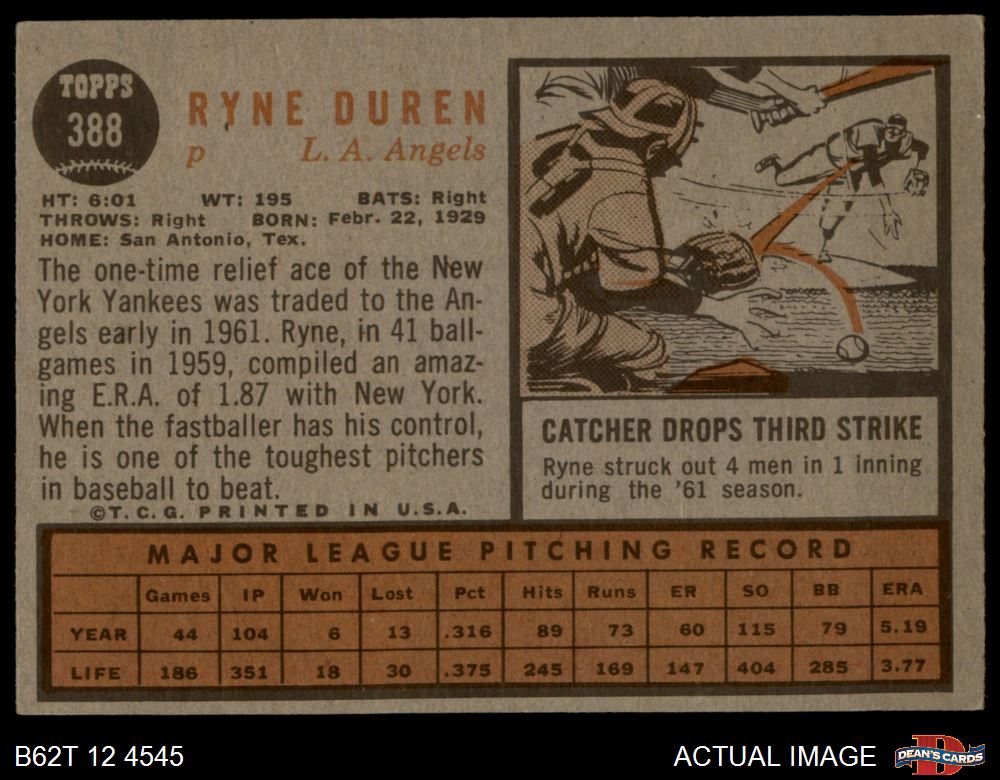 TOPPS
388
RYNE DUREN
p L. A. Angels
HT: 6:01 WT: 195 BATS: Right
THROWS: Right BORN: Febr. 22, 1929
HOME: San Antonio, Tex.
The one-time relief ace of the New
York Yankees was traded to the An-
gels early in 1961. Ryne, in 41 ball-
games in 1959, compiled an amaz-
ing E.R.A. of 1.87 with New York.
When the fastballer has his control,
he is one of the toughest pitchers
in baseball to beat.
©T.C.G. PRINTED IN U.S.A.
CATCHER DROPS THIRD STRIKE
Ryne struck out 4 men in 1 inning
during the '61 season.
MAJOR LEAGUE PITCHING RECORD
Games IP Won Lost Pct Hits Runs ER SO BB ERA
YEAR 44 104 6 13 .316 89 73 60 115 79 5.19
LIFE 186 351 18 30 .375 245 169 147 404 285 3.77
B62T 12 4545 ACTUAL IMAGE DEAN'S CARDS